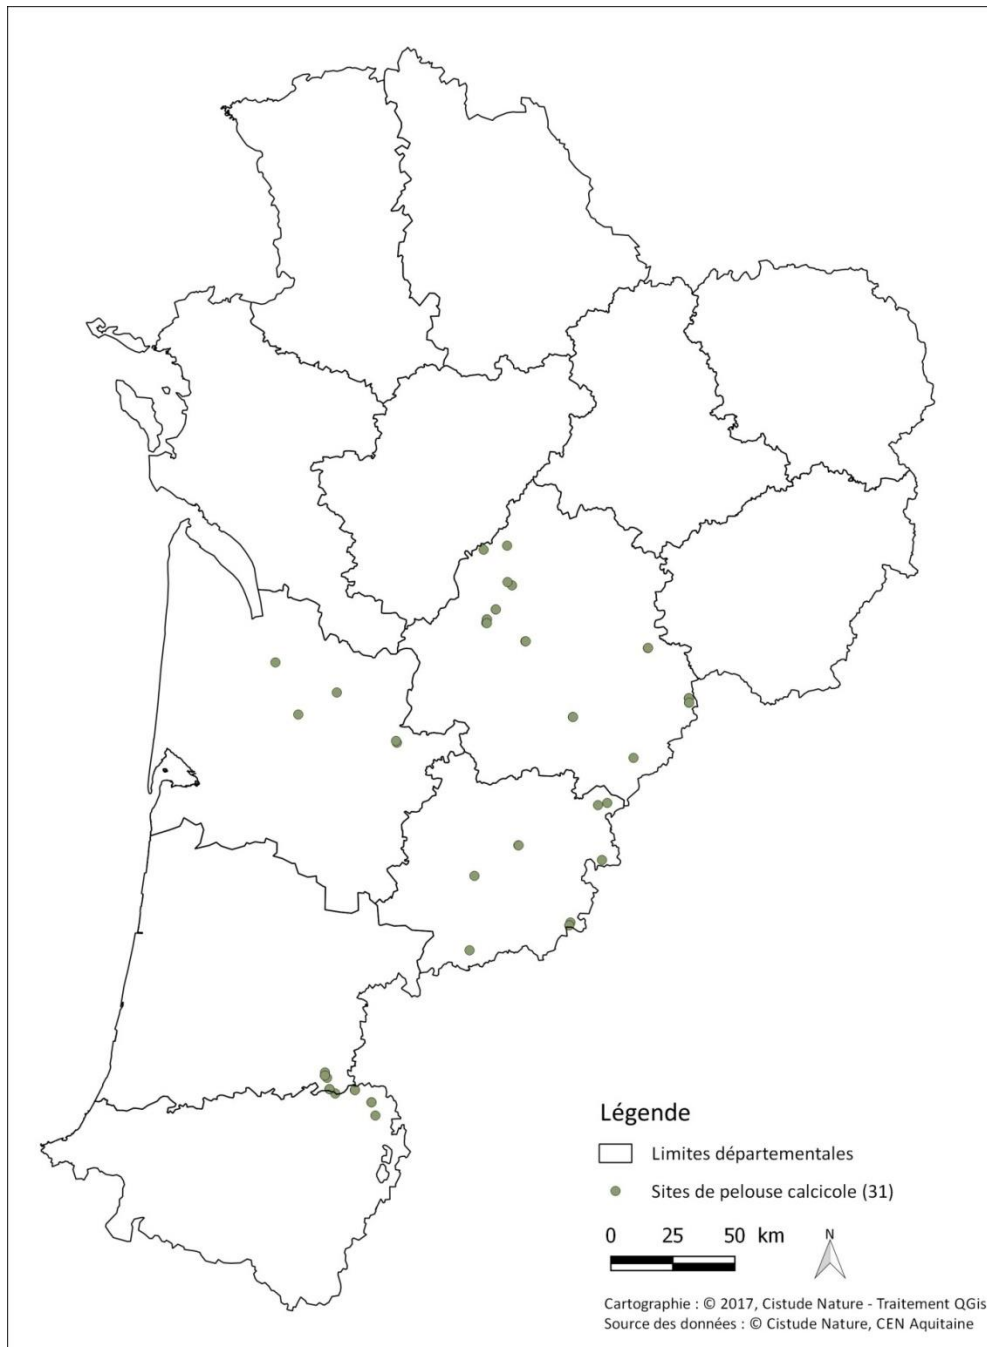 Légende
Limites départementales
Sites de pelouse calcicole (31)
0 25 50 km
N
Cartographie : © 2017, Cistude Nature - Traitement QGis
Source des données : © Cistude Nature, CEN Aquitaine